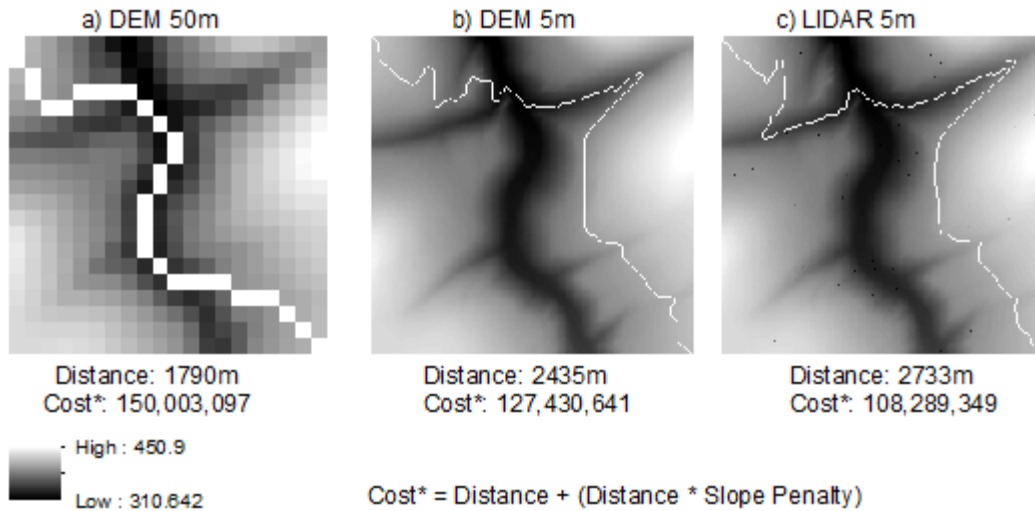 a) DEM 50m
b) DEM 5m
c) LIDAR 5m
Distance: 1790m
Cost*: 150,003,097
Distance: 2435m
Cost*: 127,430,641
Distance: 2733m
Cost*: 108,289,349
High : 450.9
Low : 310.642
Cost* = Distance + (Distance * Slope Penalty)